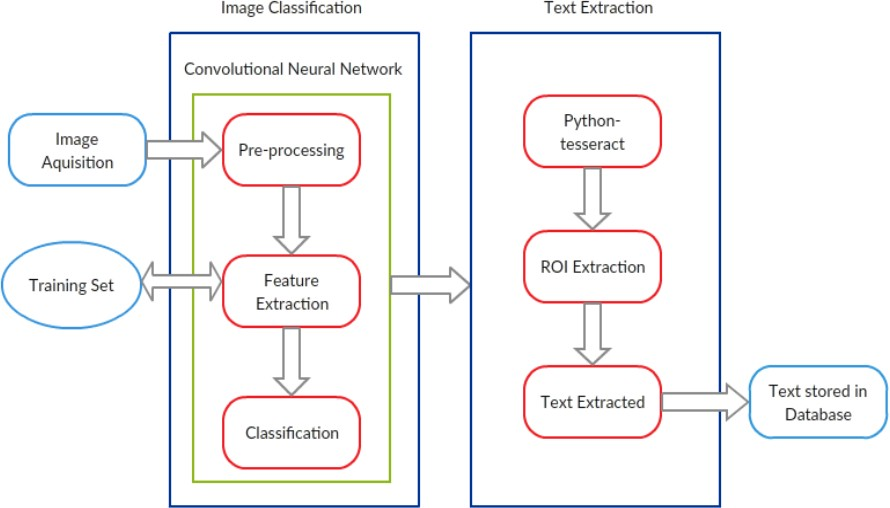 Image Classification
Text Extraction
Convolutional Neural Network
Image
Aquisition
Pre-processing
Python-
tesseract
Training Set
Feature
Extraction
ROI Extraction
Classification
Text Extracted
Text stored in
Database